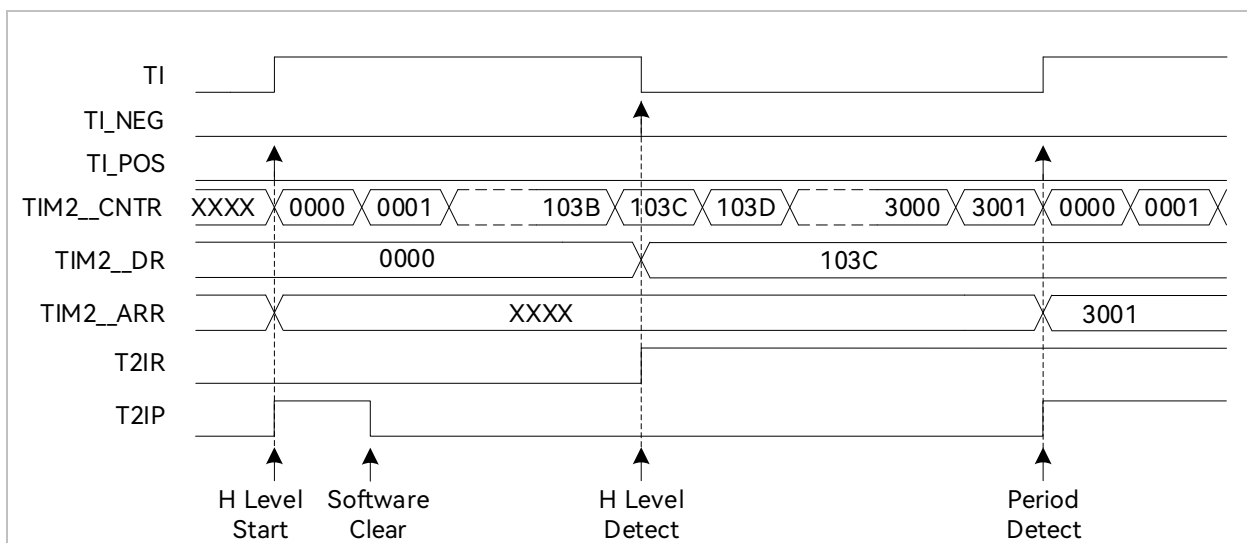 TI
TI_NEG
TI_POS
TIM2__CNTR XXXX 0000 0001 103B 103C 103D 3000 3001 0000 0001
TIM2__DR 0000 103C
TIM2__ARR XXXX 3001
T2IR
T2IP
H Level Software H Level Period
Start Clear Detect Detect